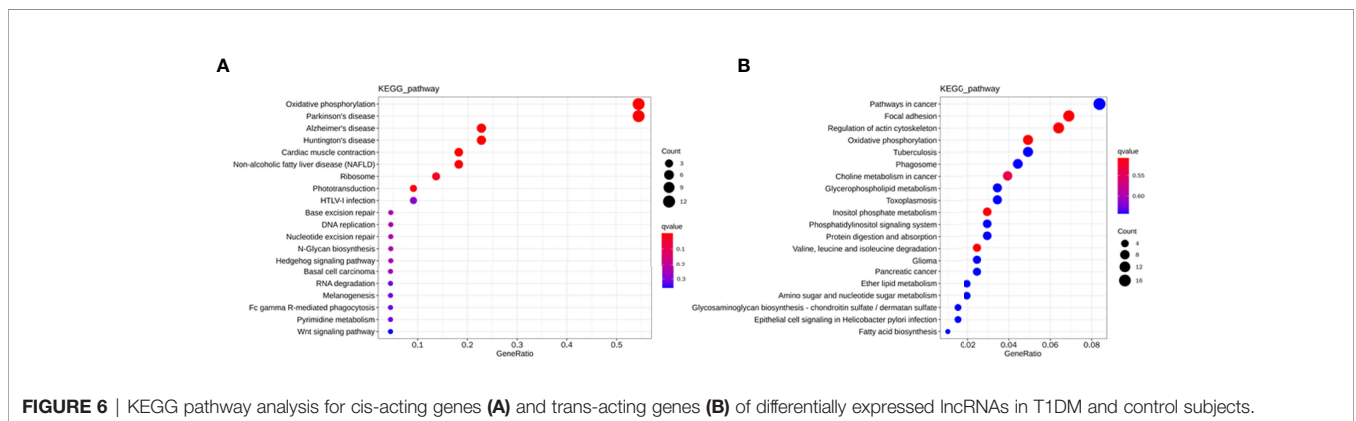 A
KEGG_pathway
Oxidative phosphorylation
Parkinson's disease
Alzheimer's disease
Huntington's disease
Cardiac muscle contraction
Non-alcoholic fatty liver disease (NAFLD)
Ribosome
Phototransduction
HTLV-I infection
Base excision repair
DNA replication
Nucleotide excision repair
N-Glycan biosynthesis
Hedgehog signaling pathway
Basal cell carcinoma
RNA degradation
Melanogenesis
Fc gamma R-mediated phagocytosis
Pyrimidine metabolism
Wnt signaling pathway
0.1 0.2 0.3 0.4 0.5
GeneRatio
Count
3
6
9
12
qvalue
0.1
0.2
0.3
B
KEGG_pathway
Pathways in cancer
Focal adhesion
Regulation of actin cytoskeleton
Oxidative phosphorylation
Tuberculosis
Phagosome
Choline metabolism in cancer
Glycerophospholipid metabolism
Toxoplasmosis
Inositol phosphate metabolism
Phosphatidylinositol signaling system
Protein digestion and absorption
Valine, leucine and isoleucine degradation
Glioma
Pancreatic cancer
Ether lipid metabolism
Amino sugar and nucleotide sugar metabolism
Glycosaminoglycan biosynthesis - chondroitin sulfate / dermatan sulfate
Epithelial cell signaling in Helicobacter pylori infection
Fatty acid biosynthesis
0.02 0.04 0.06 0.08
GeneRatio
qvalue
0.55
0.60
Count
4
8
12
16
FIGURE 6 | KEGG pathway analysis for cis-acting genes (A) and trans-acting genes (B) of differentially expressed lncRNAs in T1DM and control subjects.